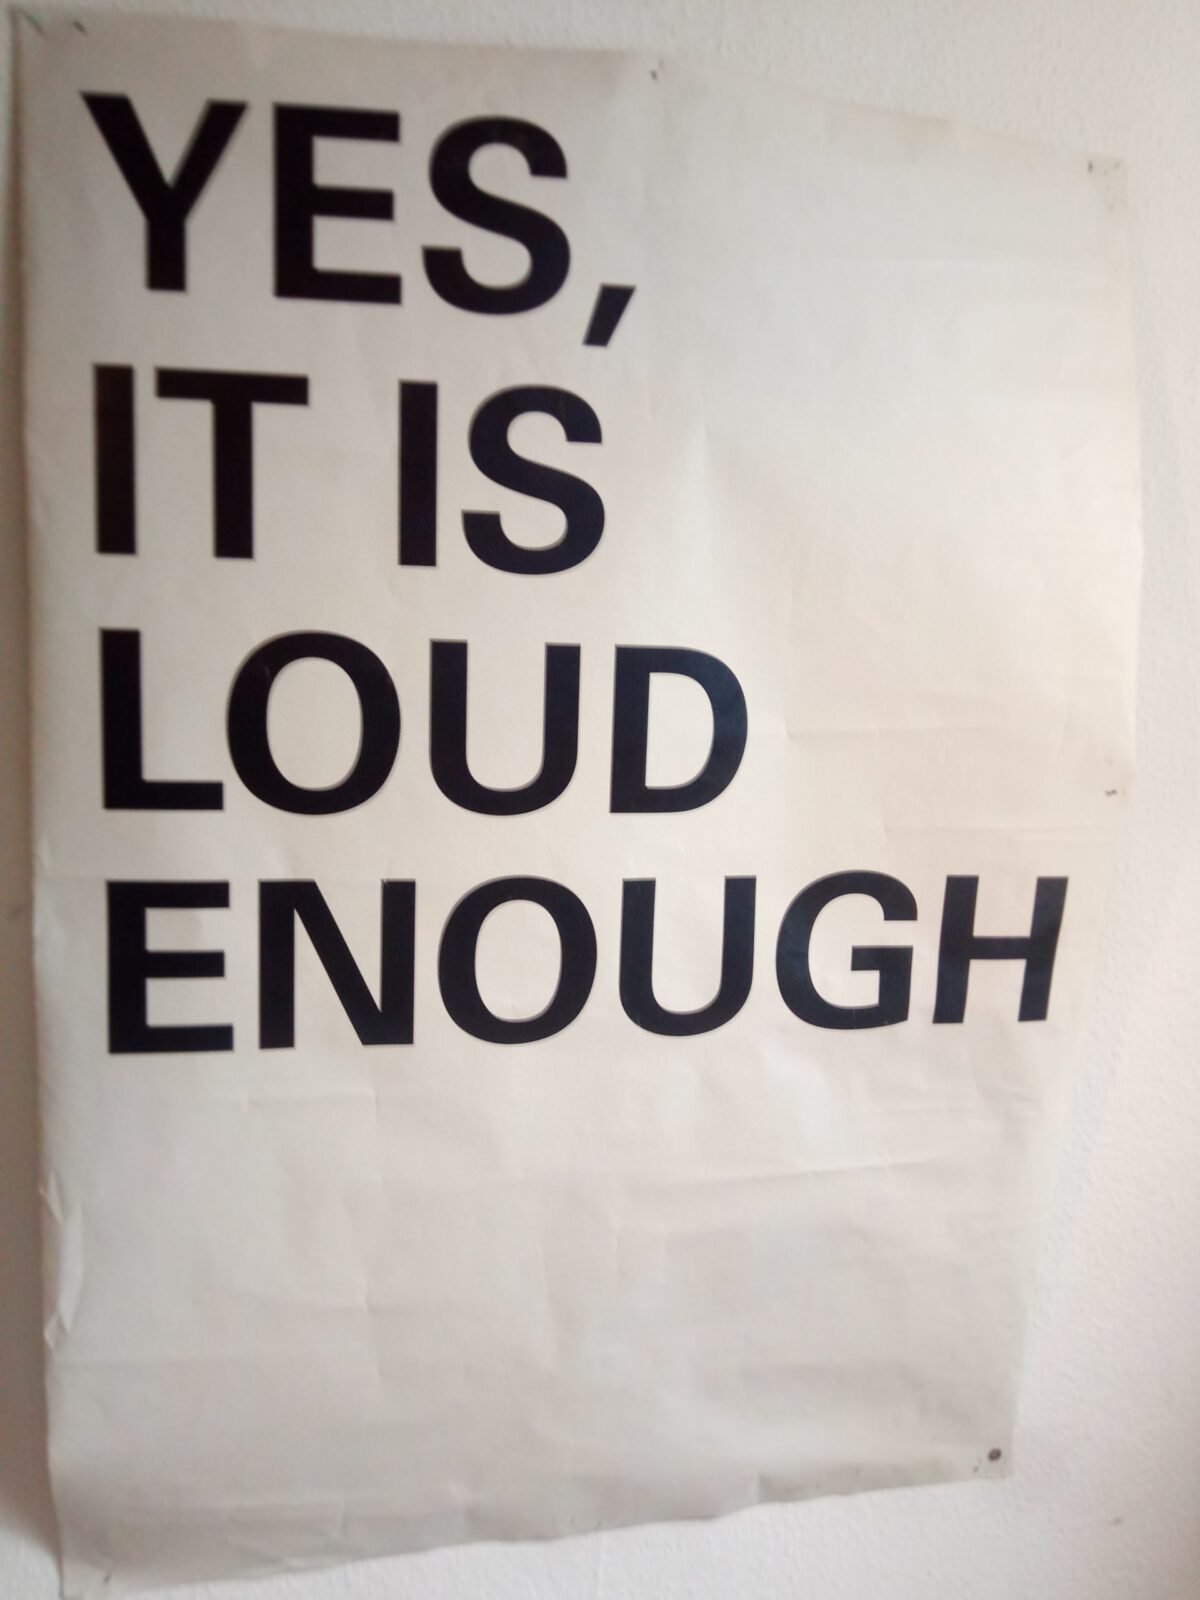 YES,
IT IS
LOUD
ENOUGH